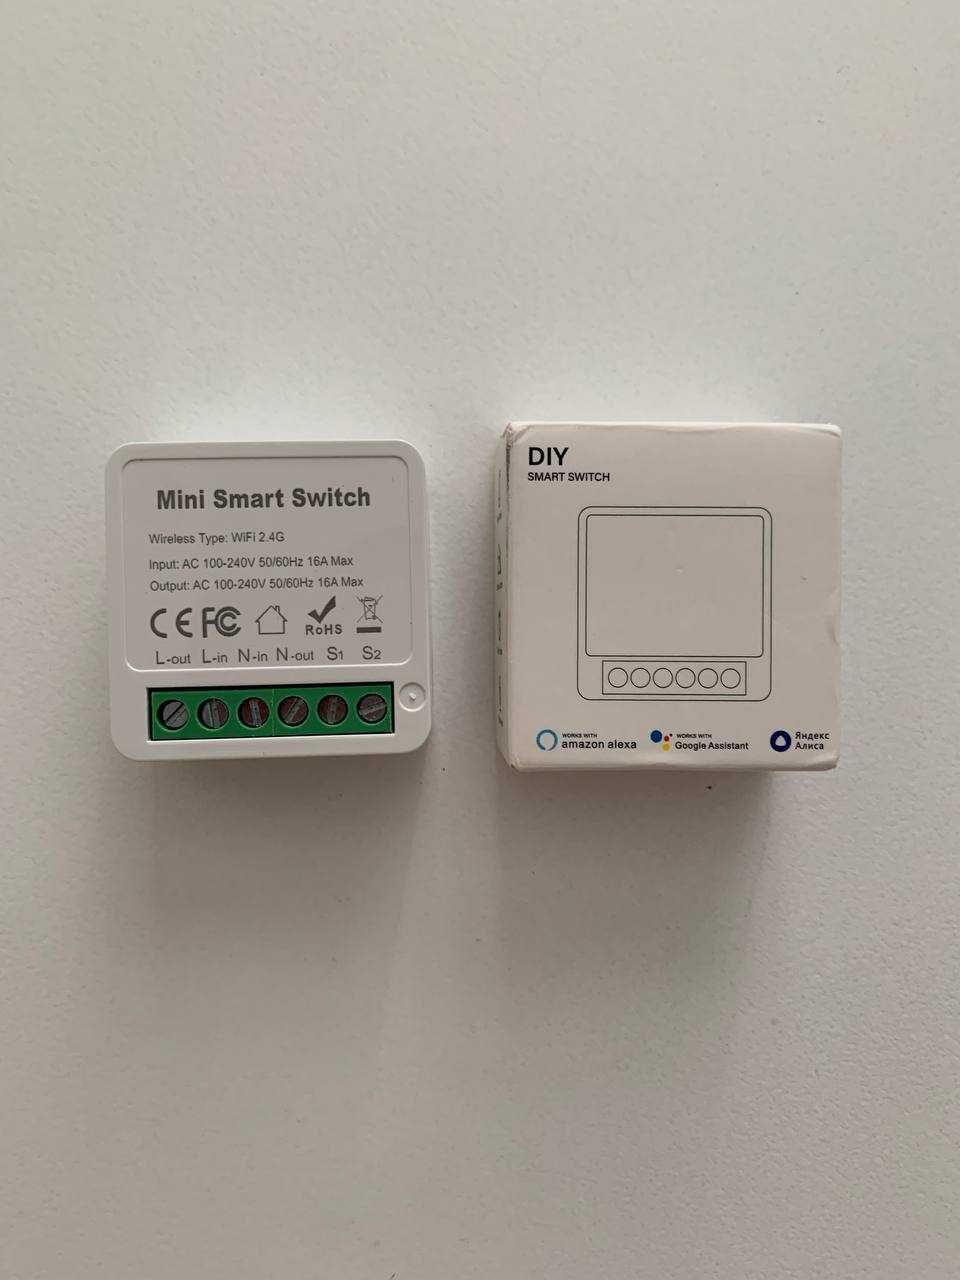 Mini Smart Switch
Wireless Type: WiFi 2.4G
Input: AC 100-240V 50/60Hz 16A Max
Output: AC 100-240V 50/60Hz 16A Max
CE FC RoHS
L-out L-in N-in N-out S1 S2
DIY
SMART SWITCH
WORKS WITH
amazon alexa
WORKS WITH
Google Assistant
Яндекс
Алиса